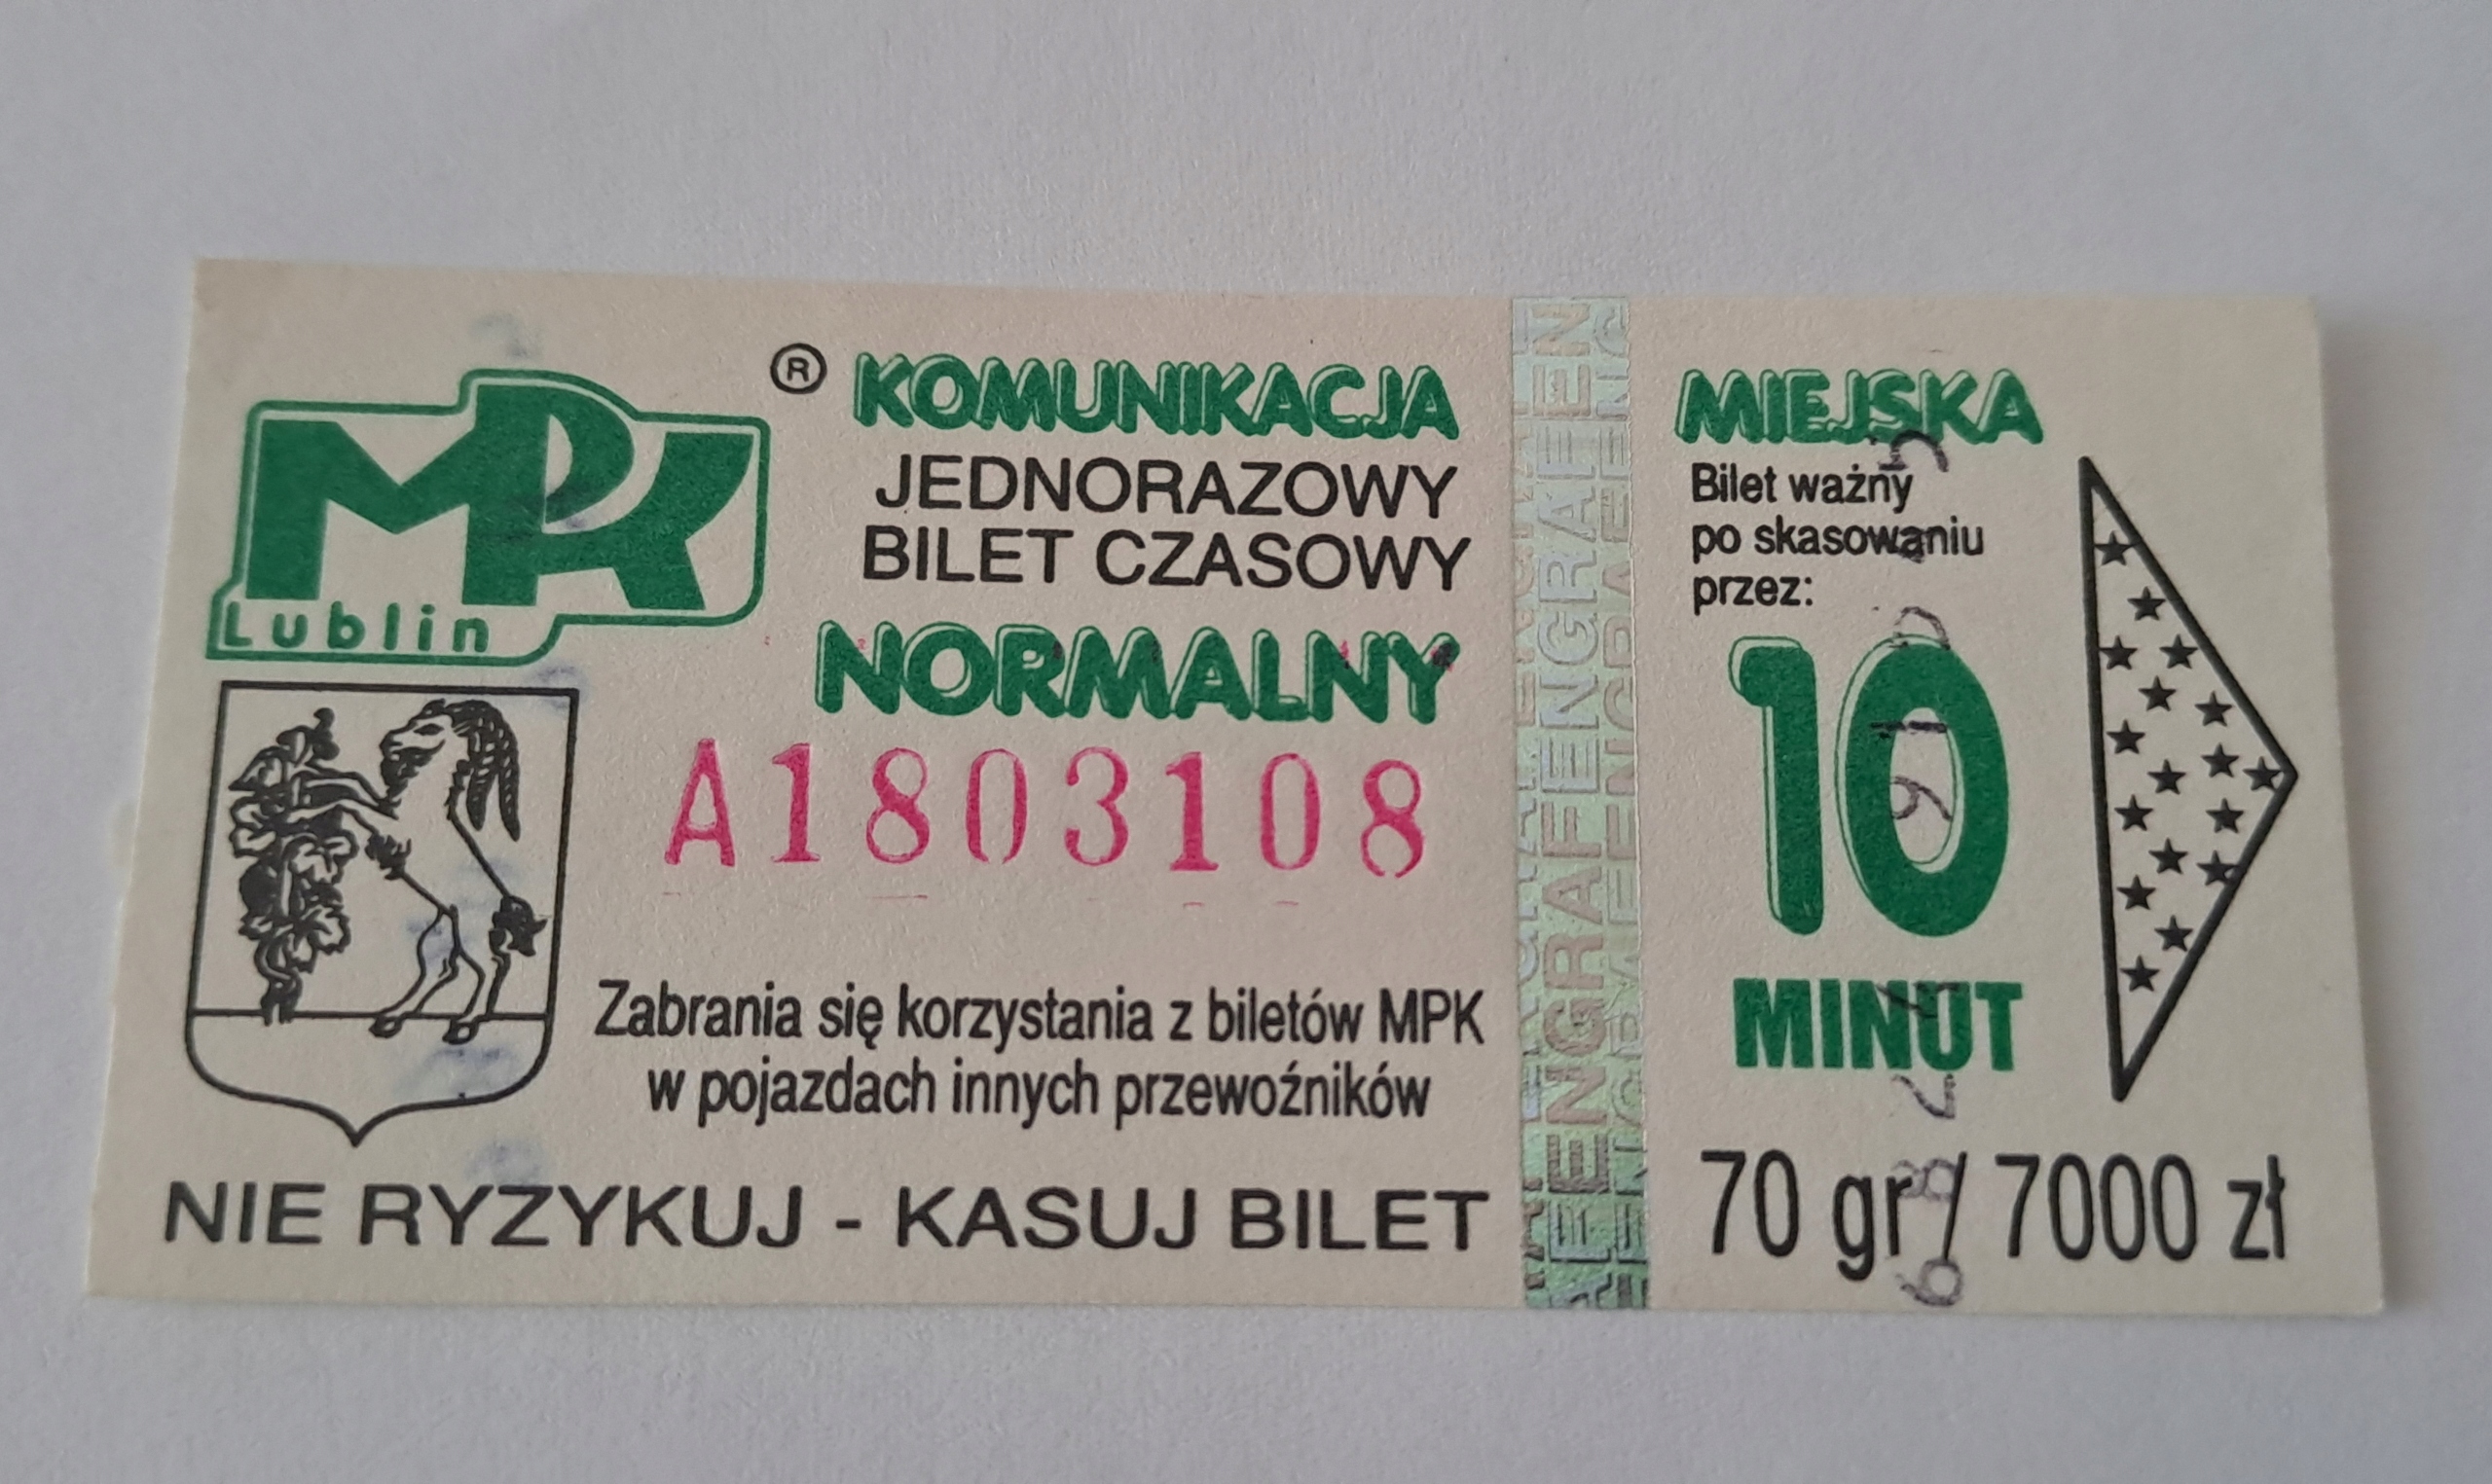 MPK
Lublin
® KOMUNIKACJA
JEDNORAZOWY
BILET CZASOWY
NORMALNY
A1803108
Zabrania się korzystania z biletów MPK
w pojazdach innych przewoźników
NIE RYZYKUJ - KASUJ BILET
ENGRAFEN
MIEJSKA
Bilet ważny
po skasowaniu
przez:
10
MINUT
70 gr / 7000 zł